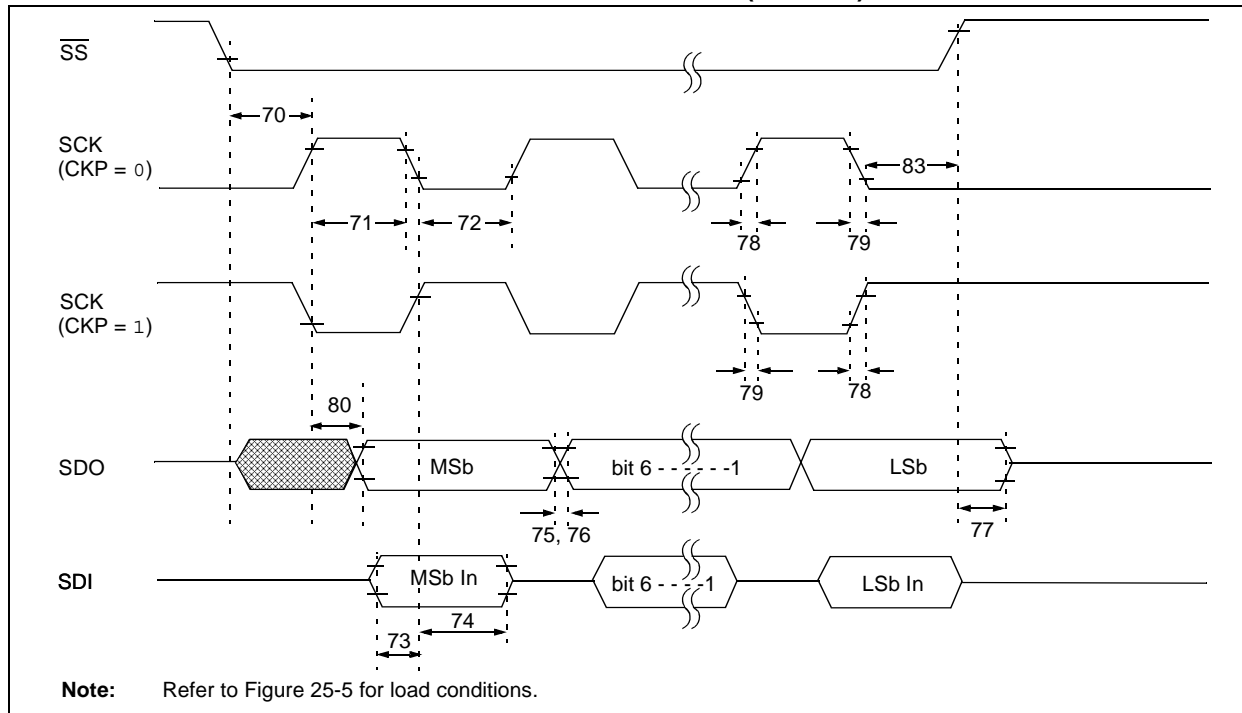 SS
70
SCK
(CKP = 0)
83
71
72
78
79
SCK
(CKP = 1)
79
78
80
SDO
MSb
bit 6 - - - - - -1
LSb
75, 76
77
SDI
MSb In
bit 6 - - - -1
LSb In
74
73
Note: Refer to Figure 25-5 for load conditions.